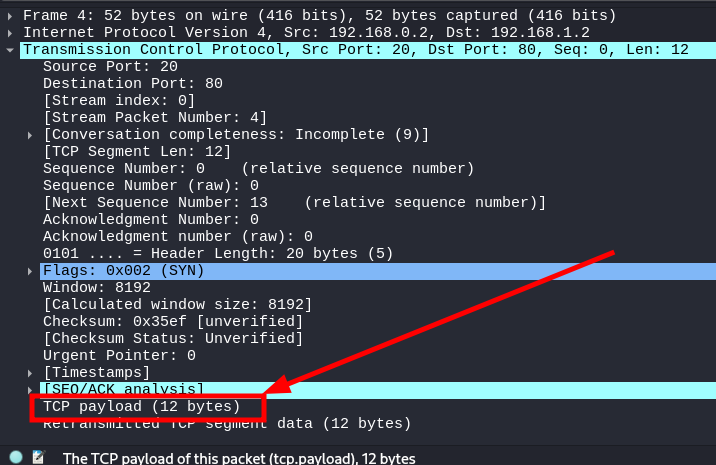 Frame 4: 52 bytes on wire (416 bits), 52 bytes captured (416 bits)
Internet Protocol Version 4, Src: 192.168.0.2, Dst: 192.168.1.2
Transmission Control Protocol, Src Port: 20, Dst Port: 80, Seq: 0, Len: 12
Source Port: 20
Destination Port: 80
[Stream index: 0]
[Stream Packet Number: 4]
[Conversation completeness: Incomplete (9)]
[TCP Segment Len: 12]
Sequence Number: 0    (relative sequence number)
Sequence Number (raw): 0
[Next Sequence Number: 13    (relative sequence number)]
Acknowledgment Number: 0
Acknowledgment number (raw): 0
0101 .... = Header Length: 20 bytes (5)
Flags: 0x002 (SYN)
Window: 8192
[Calculated window size: 8192]
Checksum: 0x35ef [unverified]
[Checksum Status: Unverified]
Urgent Pointer: 0
[Timestamps]
[SEQ/ACK analysis]
TCP payload (12 bytes)
Retransmitted TCP segment data (12 bytes)
The TCP payload of this packet (tcp.payload), 12 bytes